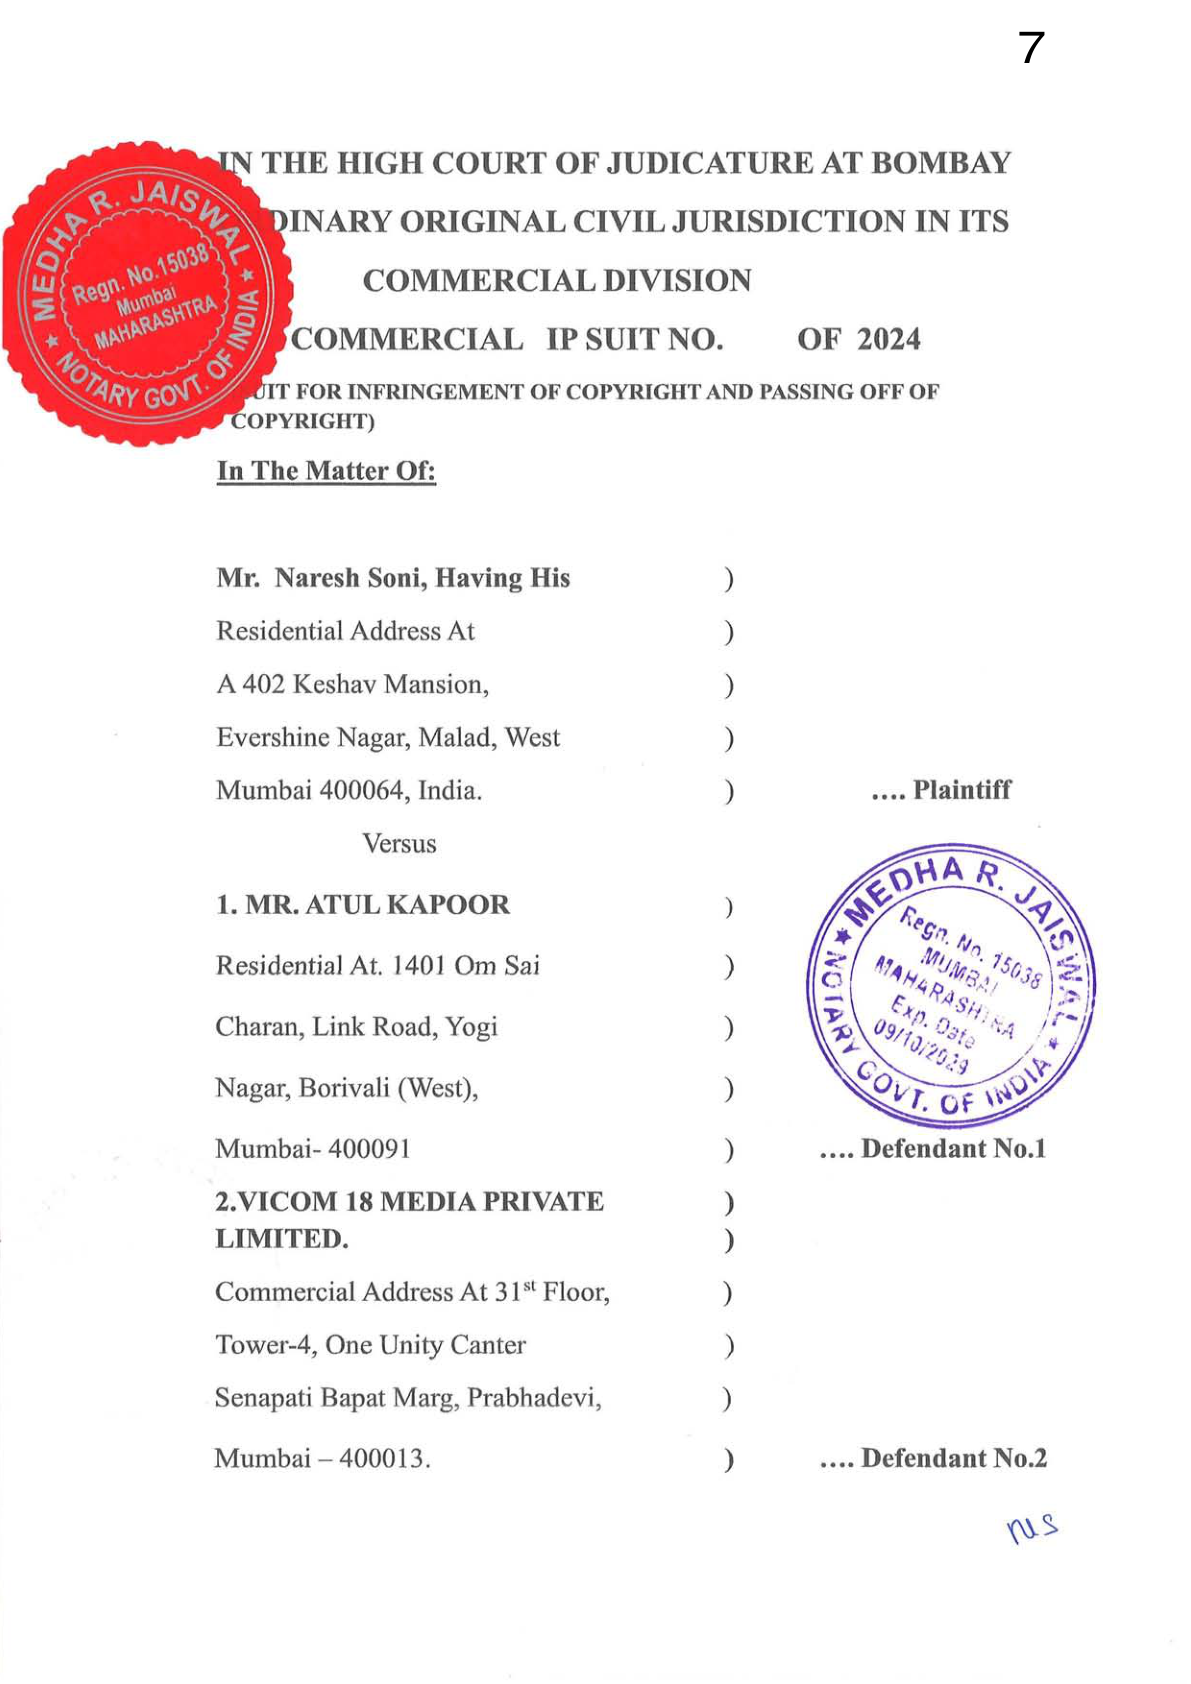 7
IN THE HIGH COURT OF JUDICATURE AT BOMBAY
DINARY ORIGINAL CIVIL JURISDICTION IN ITS
COMMERCIAL DIVISION
COMMERCIAL IP SUIT NO. OF 2024
UIT FOR INFRINGEMENT OF COPYRIGHT AND PASSING OFF OF
COPYRIGHT)
MEDHA R. JAISWAL
Regn. No.15038
Mumbai
MAHARASHTRA
★ NOTARY GOVT. OF INDIA ★
In The Matter Of:
Mr. Naresh Soni, Having His )
Residential Address At )
A 402 Keshav Mansion, )
Evershine Nagar, Malad, West )
Mumbai 400064, India. ) .... Plaintiff
Versus
1. MR. ATUL KAPOOR )
Residential At. 1401 Om Sai )
Charan, Link Road, Yogi )
Nagar, Borivali (West), )
Mumbai- 400091 ) .... Defendant No.1
MEDHA R. JAISWAL
Regn. No. 15038
MUMBAI
MAHARASHTRA
Exp. Date
09/10/2029
★ NOTARY GOVT. OF INDIA ★
2.VICOM 18 MEDIA PRIVATE )
LIMITED. )
Commercial Address At 31st Floor, )
Tower-4, One Unity Canter )
Senapati Bapat Marg, Prabhadevi, )
Mumbai – 400013. ) .... Defendant No.2